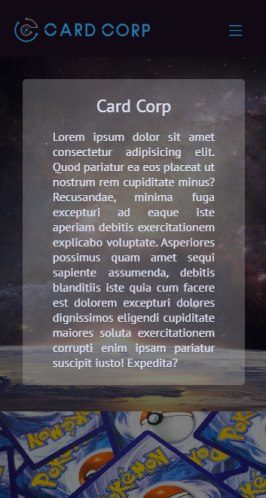 CARD CORP
Card Corp
Lorem ipsum dolor sit amet
consectetur adipisicing elit.
Quod pariatur ea eos placeat ut
nostrum rem cupiditate minus?
Recusandae, minima fuga
excepturi ad eaque iste
aperiam debitis exercitationem
explicabo voluptate. Asperiores
possimus quam amet sequi
sapiente assumenda, debitis
blanditiis iste quia cum facere
est dolorem excepturi dolores
dignissimos eligendi cupiditate
maiores soluta exercitationem
corrupti enim ipsam pariatur
suscipit iusto! Expedita?